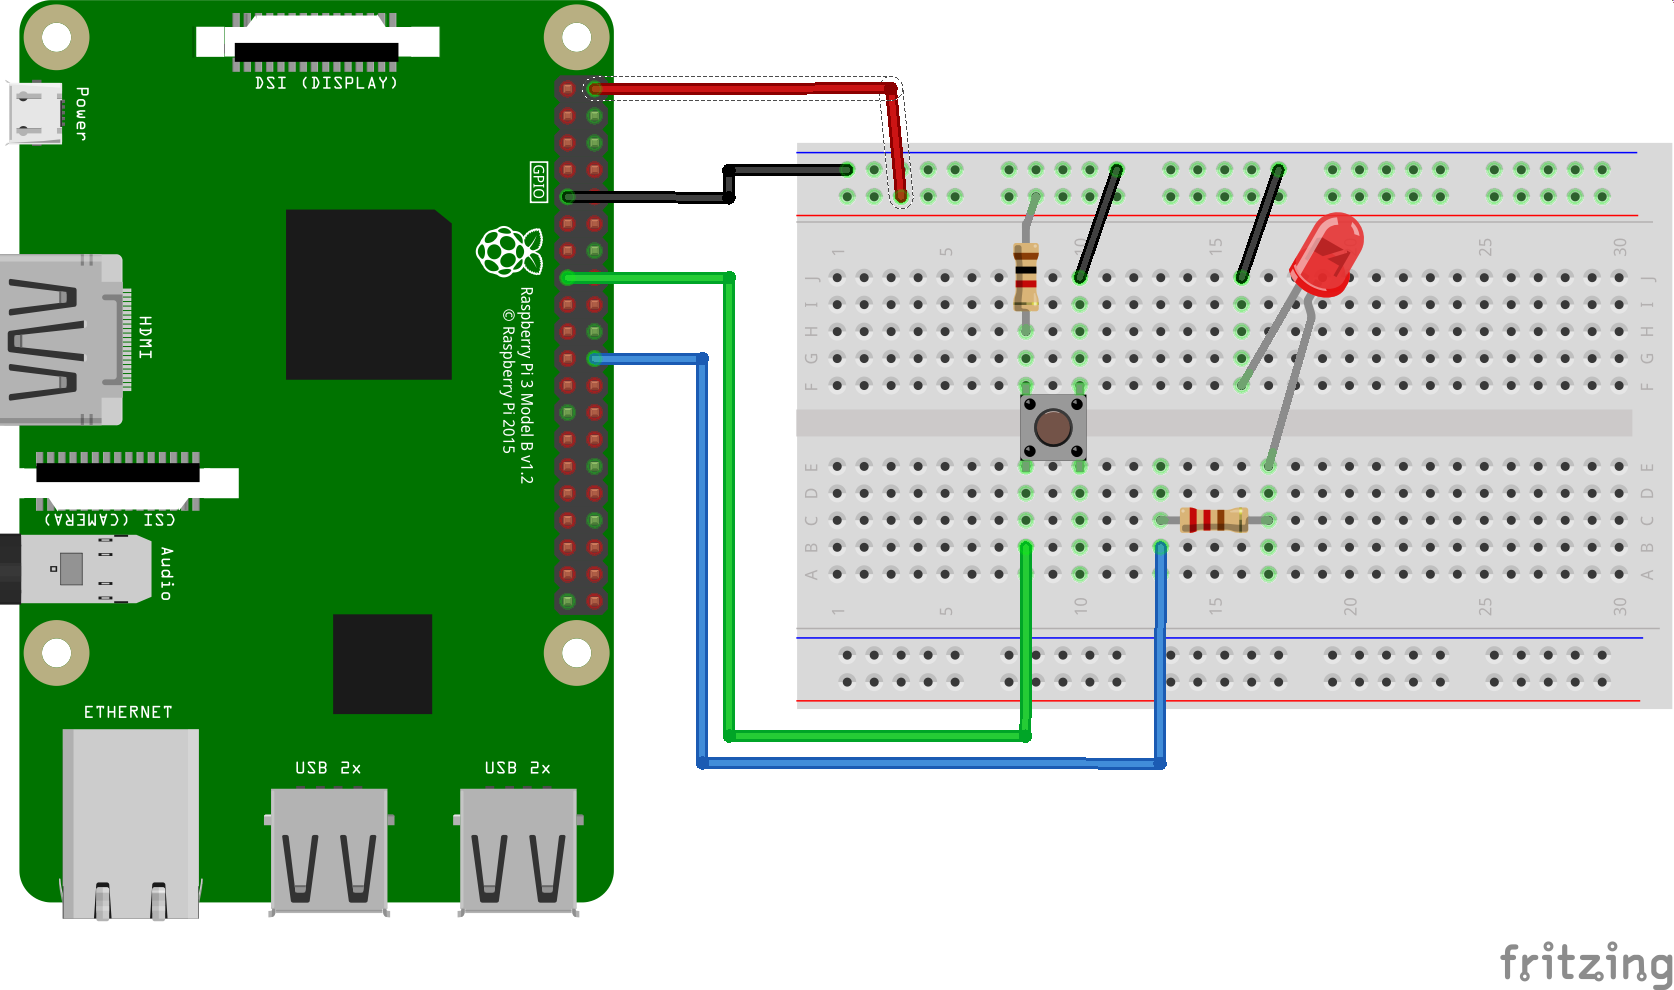 DSI (DISPLAY)
Power
GPIO
HDMI
Raspberry Pi 3 Model B v1.2
© Raspberry Pi 2015
CSI (CAMERA)
Audio
ETHERNET
USB 2x
USB 2x
1 5 10 15 25 30
J J
I I
H H
G G
F F
E E
D D
C C
B B
A A
1 5 10 15 20 25 30
fritzing